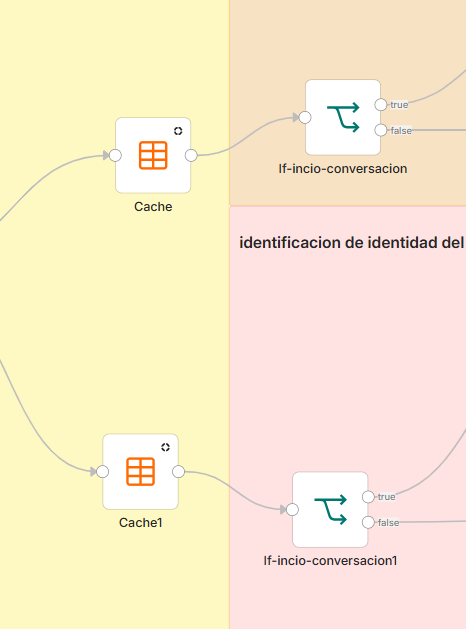 true
false
If-incio-conversacion
Cache
identificacion de identidad del
Cache1
true
false
If-incio-conversacion1